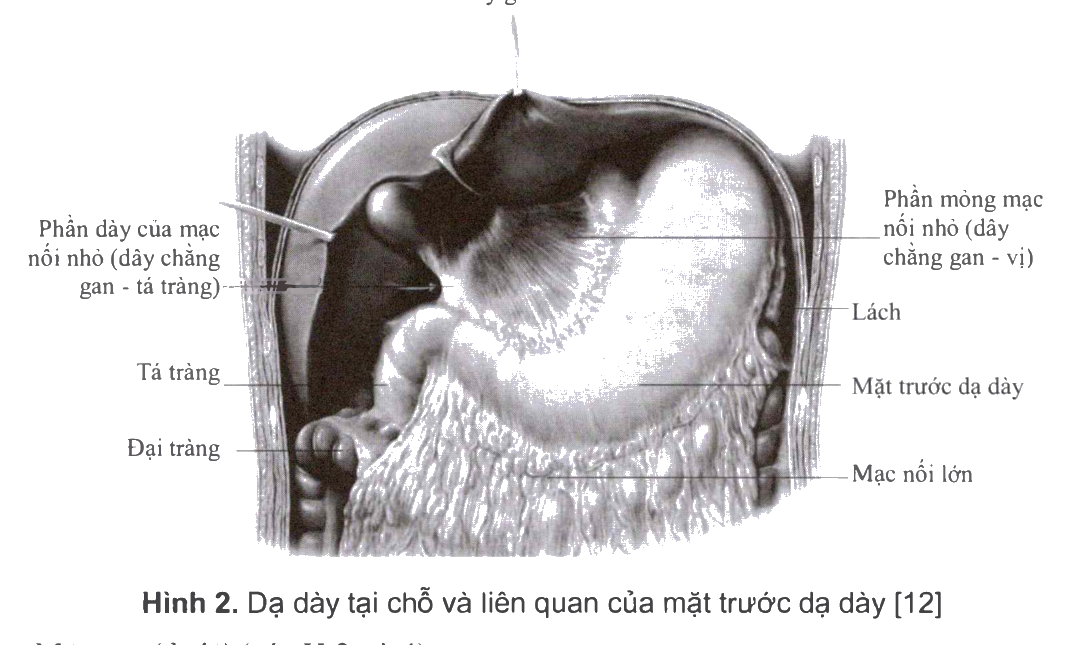 Phần dày của mạc
nối nhỏ (dây chằng
gan - tá tràng)
Tá tràng
Đại tràng
Phần mỏng mạc
nối nhỏ (dây
chằng gan - vị)
Lách
Mặt trước dạ dày
Mạc nối lớn
Hình 2. Dạ dày tại chỗ và liên quan của mặt trước dạ dày [12]